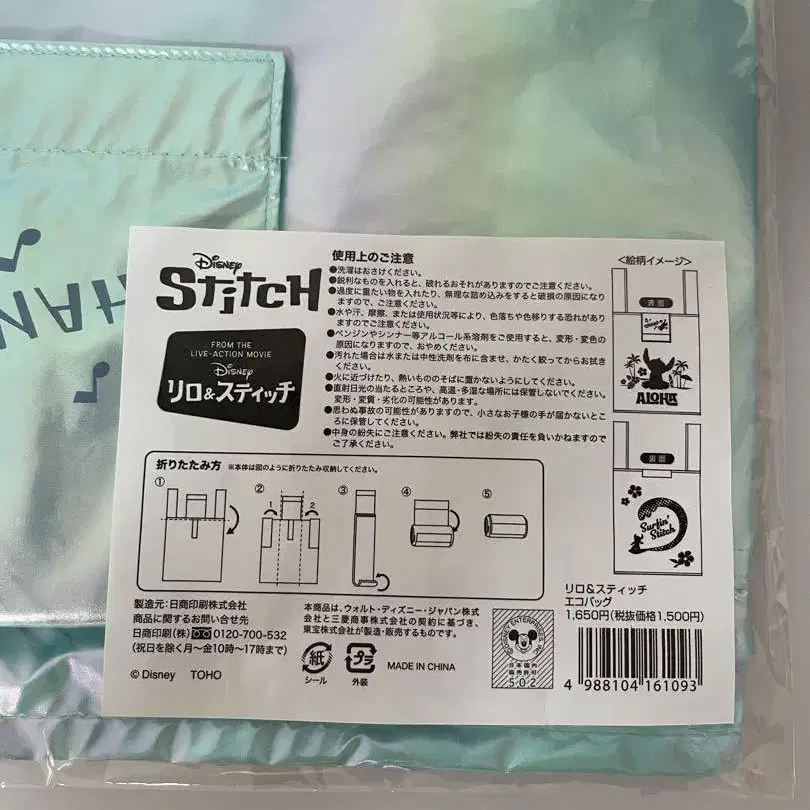 HAN
Disney
Stitch
FROM THE
LIVE-ACTION MOVIE
Disney
リロ&スティッチ
使用上のご注意
●洗濯はおさけください。
●鋭利なものを入れると、破れるおそれがありますのでご注意ください。
●過度に重たい物を入れたり、無理な詰め込みをすると破損の原因になり
ますので、ご注意ください。
●水や汗、摩擦、または使用状況等により、色落ちや色移りする恐れがあ
りますのでご注意ください。
●ベンジンやシンナー等アルコール系溶剤をご使用すると、変形・変色の
原因になりますので、おやめください。
●汚れた場合は水または中性洗剤を布に含ませ、かたく絞ってからお拭き
ください。
●火に近づけたり、熱いもののそばに置かないようにしてください。
●直射日光の当たるところや、高温・多湿な場所には保管しないでください。
変形・変質・劣化の可能性があります。
●思わぬ事故の可能性がありますので、小さなお子様の手が届かないとこ
ろに保管してください。
●中身の紛失にご注意ください。弊社では紛失の責任を負いかねますので
ご了承ください。
<絵柄イメージ>
表面
ALOHA
裏面
Surfin'
Stitch
折りたたみ方 ※本体は図のように折りたたみ収納してください。
① ② ③ ④ ⑤
1 2
製造元:日商印刷株式会社
商品に関するお問い合せ先
日商印刷(株) 0120-700-532
(祝日を除く月〜金10時〜17時まで)
本商品は、ウォルト・ディズニー・ジャパン株式会社
と三菱商事株式会社の契約に基づき、
東宝株式会社が製造・販売するものです。
© Disney TOHO
紙
シール
プラ
外装
MADE IN CHINA
DISNEY ENTERPRISES, INC.
日本国内
販売許可
502
リロ&スティッチ
エコバッグ
1,650円(税抜価格1,500円)
4 988104 161093